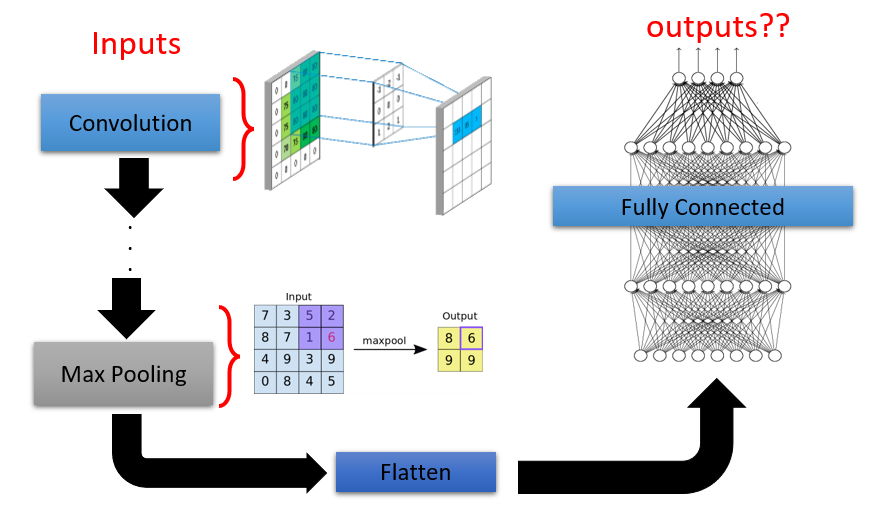 Inputs
outputs??
Convolution
Fully Connected
.
.
.
Input
7 3 5 2
8 7 1 6
4 9 3 9
0 8 4 5
maxpool
Output
8 6
9 9
Max Pooling
Flatten